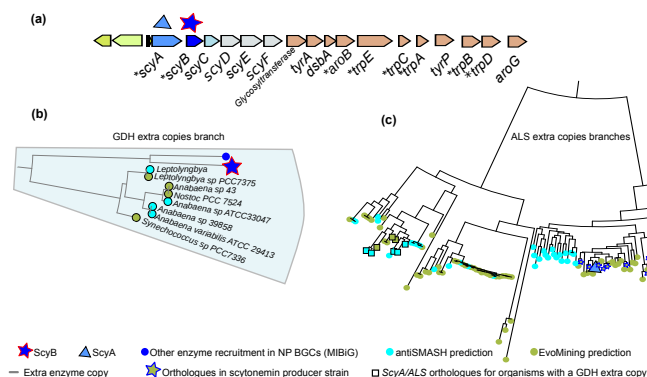 (a)
*scyA
*scyB
scyC
scyD
scyE
scyF
Glycosyltransferase
tyrA
dsbA
*aroB
*trpE
*trpC
*trpA
tyrP
*trpB
*trpD
aroG
(b)
GDH extra copies branch
Leptolyngbya
Leptolyngbya sp PCC7375
Anabaena sp 43
Nostoc PCC 7524
Anabaena sp ATCC33047
Anabaena sp 39858
Anabaena variabilis ATCC 29413
Synechococcus sp PCC7336
(c)
ALS extra copies branches
ScyB
ScyA
Other enzyme recruitment in NP BGCs (MIBiG)
antiSMASH prediction
EvoMining prediction
Extra enzyme copy
Orthologues in scytonemin producer strain
ScyA/ALS orthologues for organisms with a GDH extra copy